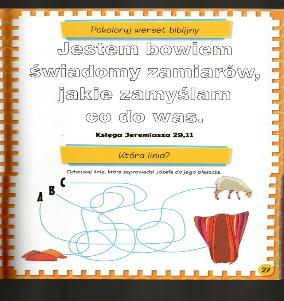 Pokoloruj werset biblijny
Jestem bowiem
świadomy zamiarów,
jakie zamyślam
co do was.
Księga Jeremiasza 29,11
Która linia?
Odszukaj linię, która zaprowadzi Józefa do jego płaszcza.
A B C
27